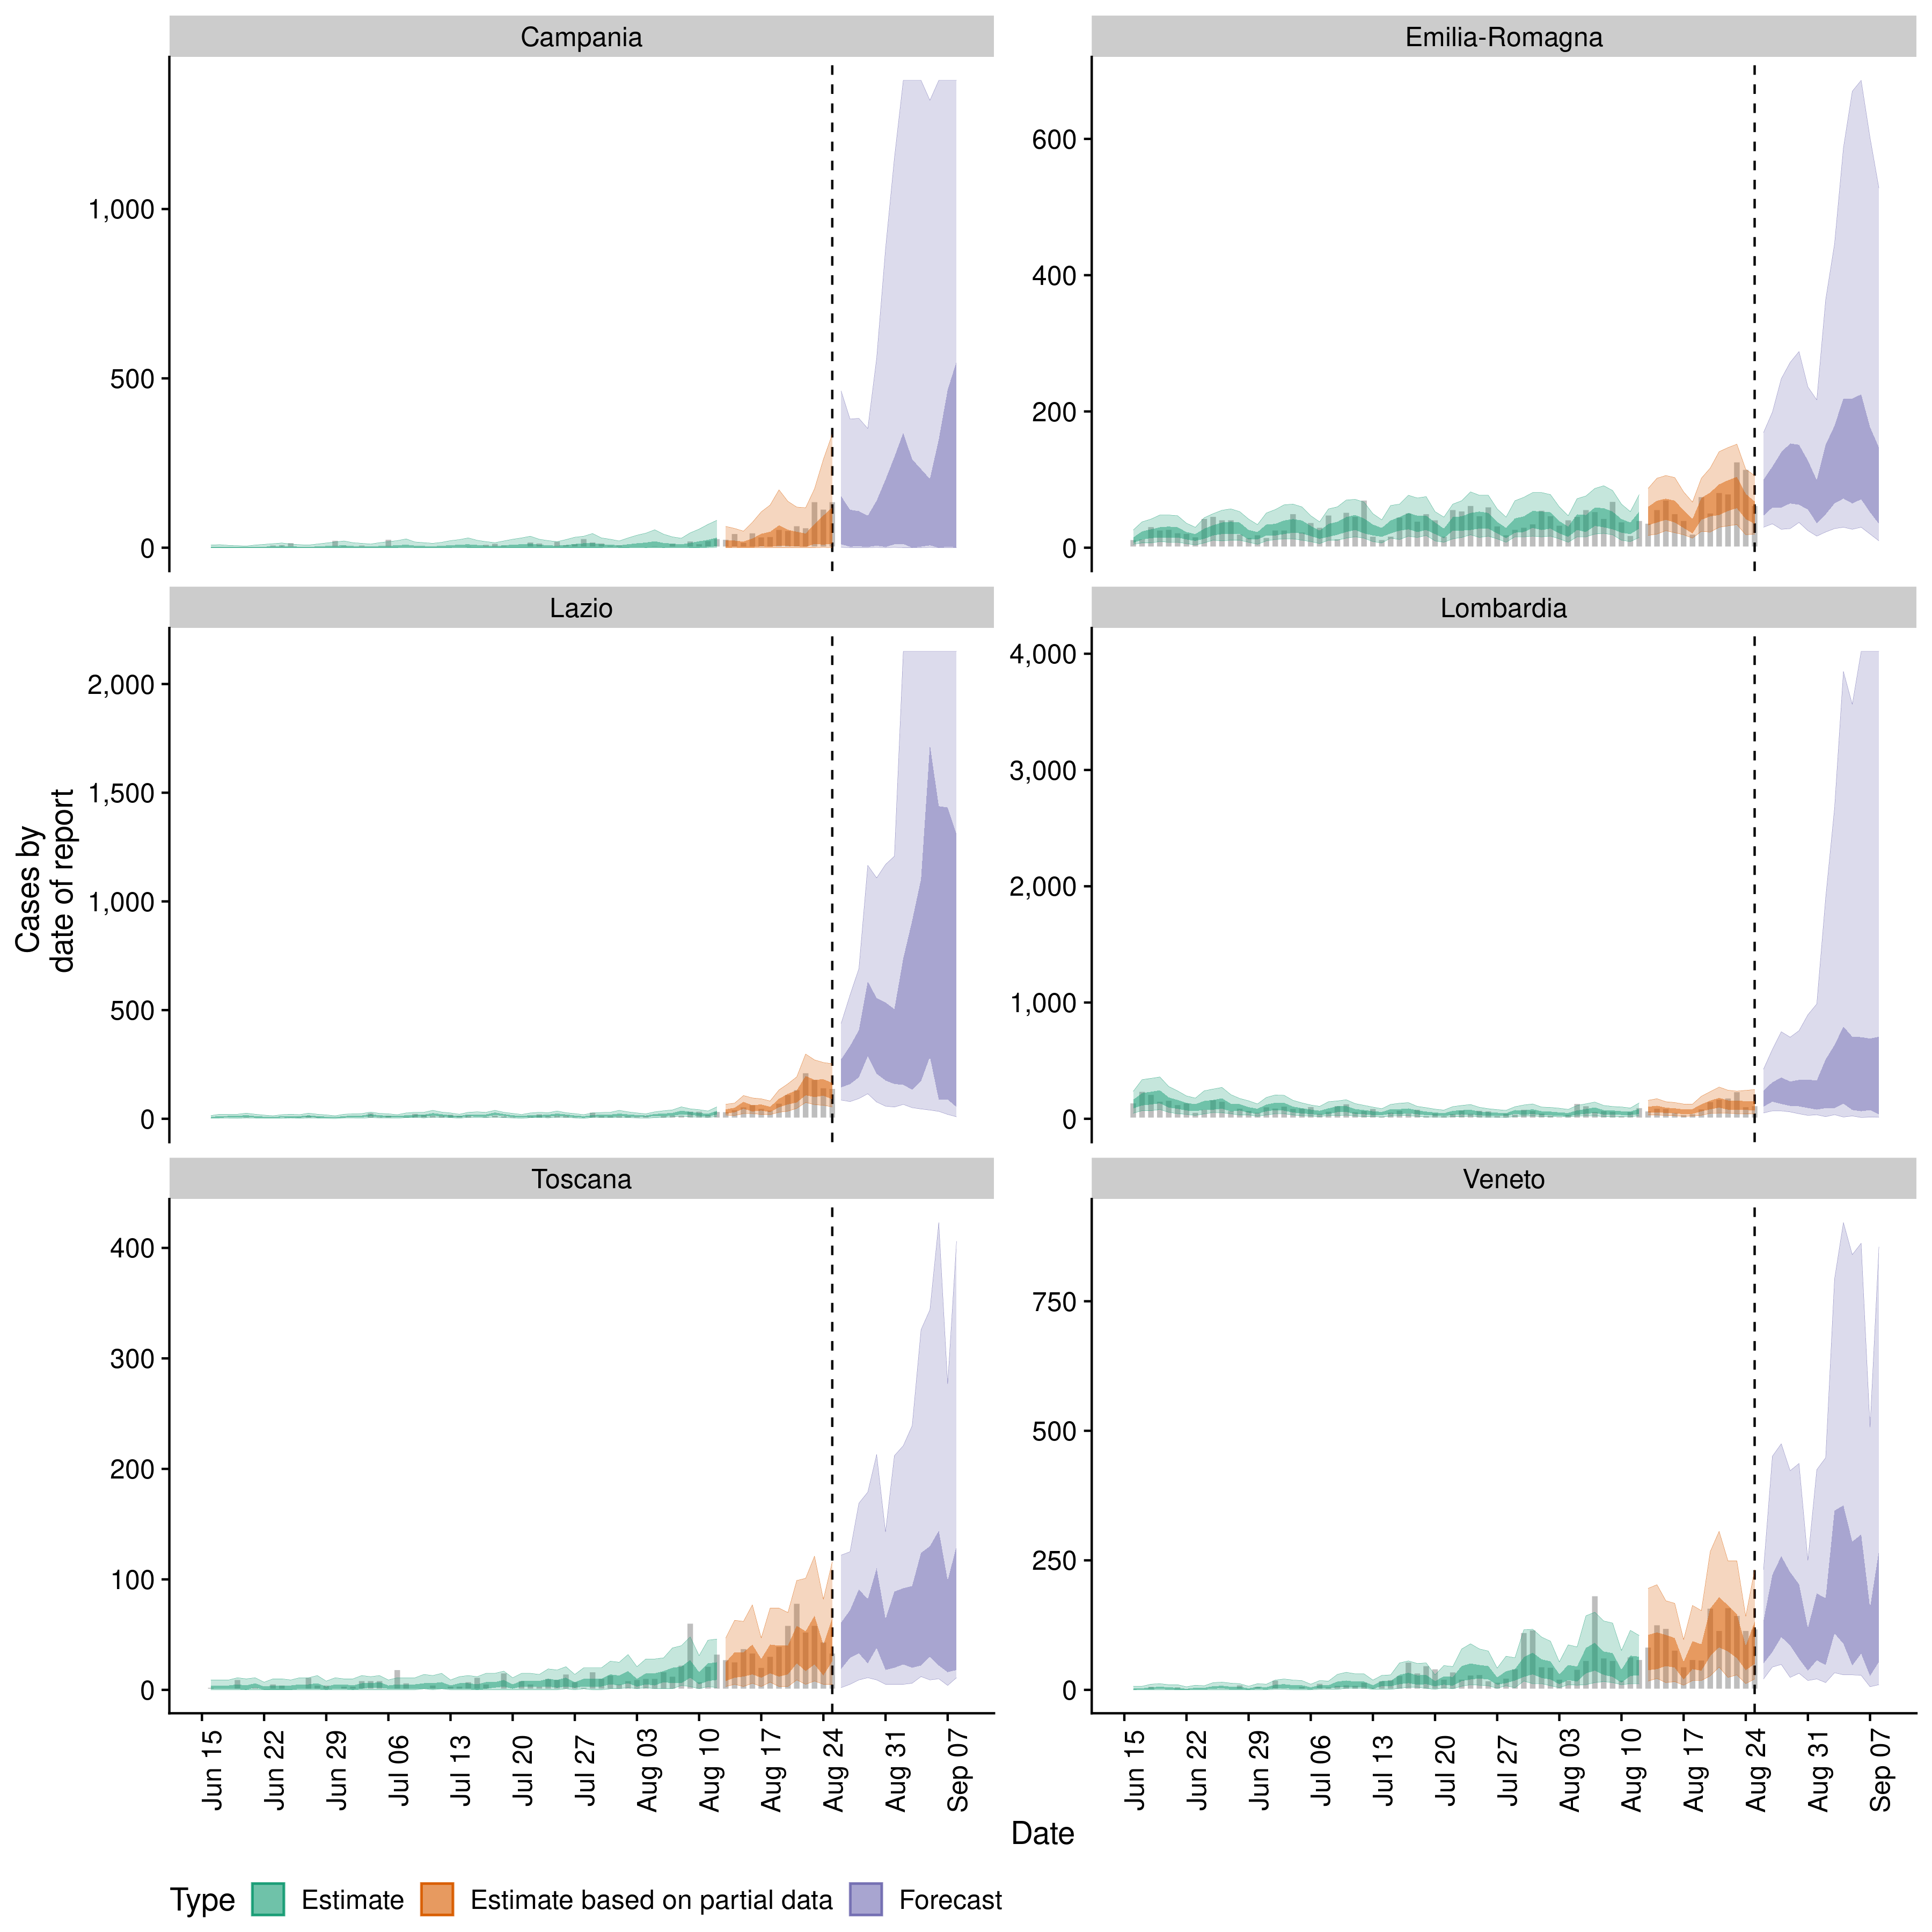 Campania
Emilia-Romagna
1,000
500
0
600
400
200
0
Lazio
Lombardia
2,000
1,500
1,000
500
0
4,000
3,000
2,000
1,000
0
Cases by
date of report
Toscana
Veneto
400
300
200
100
0
750
500
250
0
Jun 15
Jun 22
Jun 29
Jul 06
Jul 13
Jul 20
Jul 27
Aug 03
Aug 10
Aug 17
Aug 24
Aug 31
Sep 07
Jun 15
Jun 22
Jun 29
Jul 06
Jul 13
Jul 20
Jul 27
Aug 03
Aug 10
Aug 17
Aug 24
Aug 31
Sep 07
Date
Type Estimate Estimate based on partial data Forecast